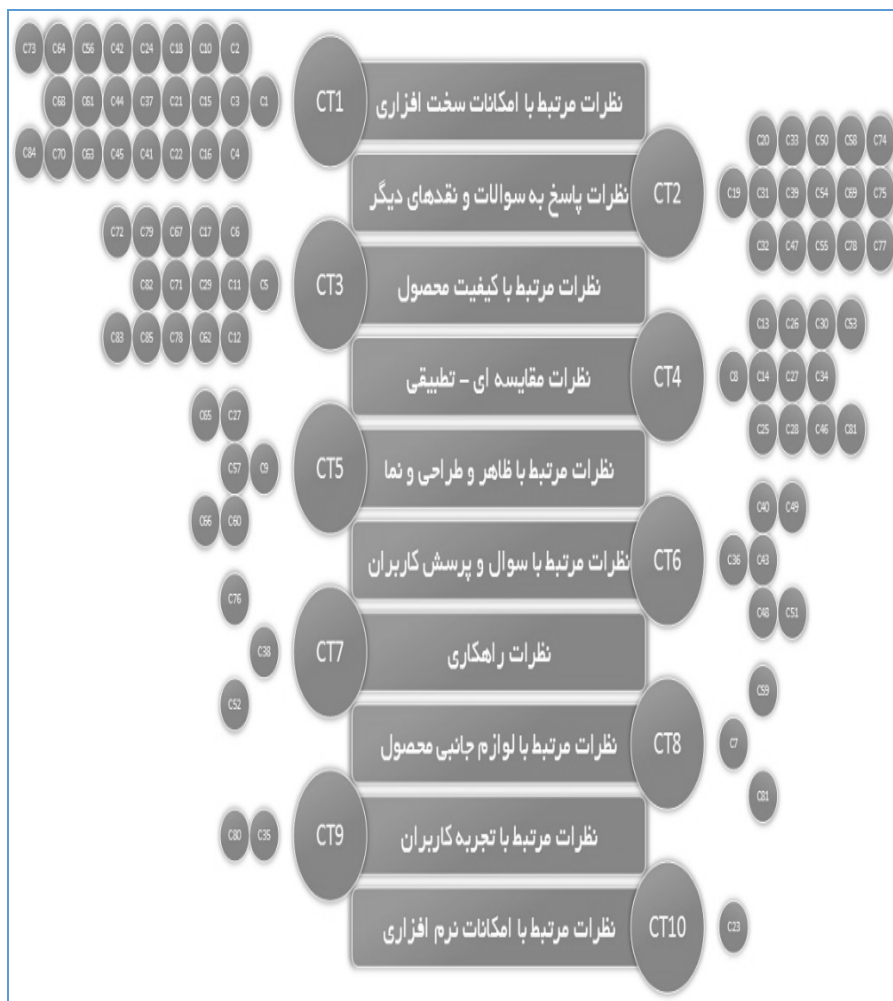 C73 C64 C56 C42 C24 C18 C10 C2
C68 C61 C44 C37 C21 C15 C3 C1
C84 C70 C63 C45 C41 C22 C16 C4
CT1
نظرات مرتبط با امکانات سخت افزاری
C20 C33 C50 C58 C74
C19 C31 C39 C54 C69 C75
C32 C47 C55 C78 C77
CT2
نظرات پاسخ به سوالات و نقدهای دیگر
C72 C79 C67 C17 C6
C82 C71 C29 C11 C5
C83 C85 C78 C62 C12
CT3
نظرات مرتبط با کیفیت محصول
C13 C26 C30 C53
C8 C14 C27 C34
C25 C28 C46 C81
CT4
نظرات مقایسه ای – تطبیقی
C65 C27
C57 C9
C66 C60
CT5
نظرات مرتبط با ظاهر و طراحی و نما
C40 C49
C36 C43
C48 C51
CT6
نظرات مرتبط با سوال و پرسش کاربران
C76
C38
C52
CT7
نظرات راهکاری
C59
C7
C81
CT8
نظرات مرتبط با لوازم جانبی محصول
C80 C35
CT9
نظرات مرتبط با تجربه کاربران
C23
CT10
نظرات مرتبط با امکانات نرم افزاری